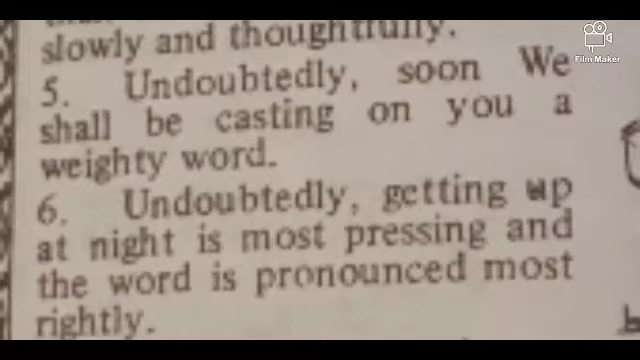 slowly and thoughtfully.
5. Undoubtedly, soon We
shall be casting on you a
weighty word.
6. Undoubtedly, getting up
at night is most pressing and
the word is pronounced most
rightly.
Film Maker